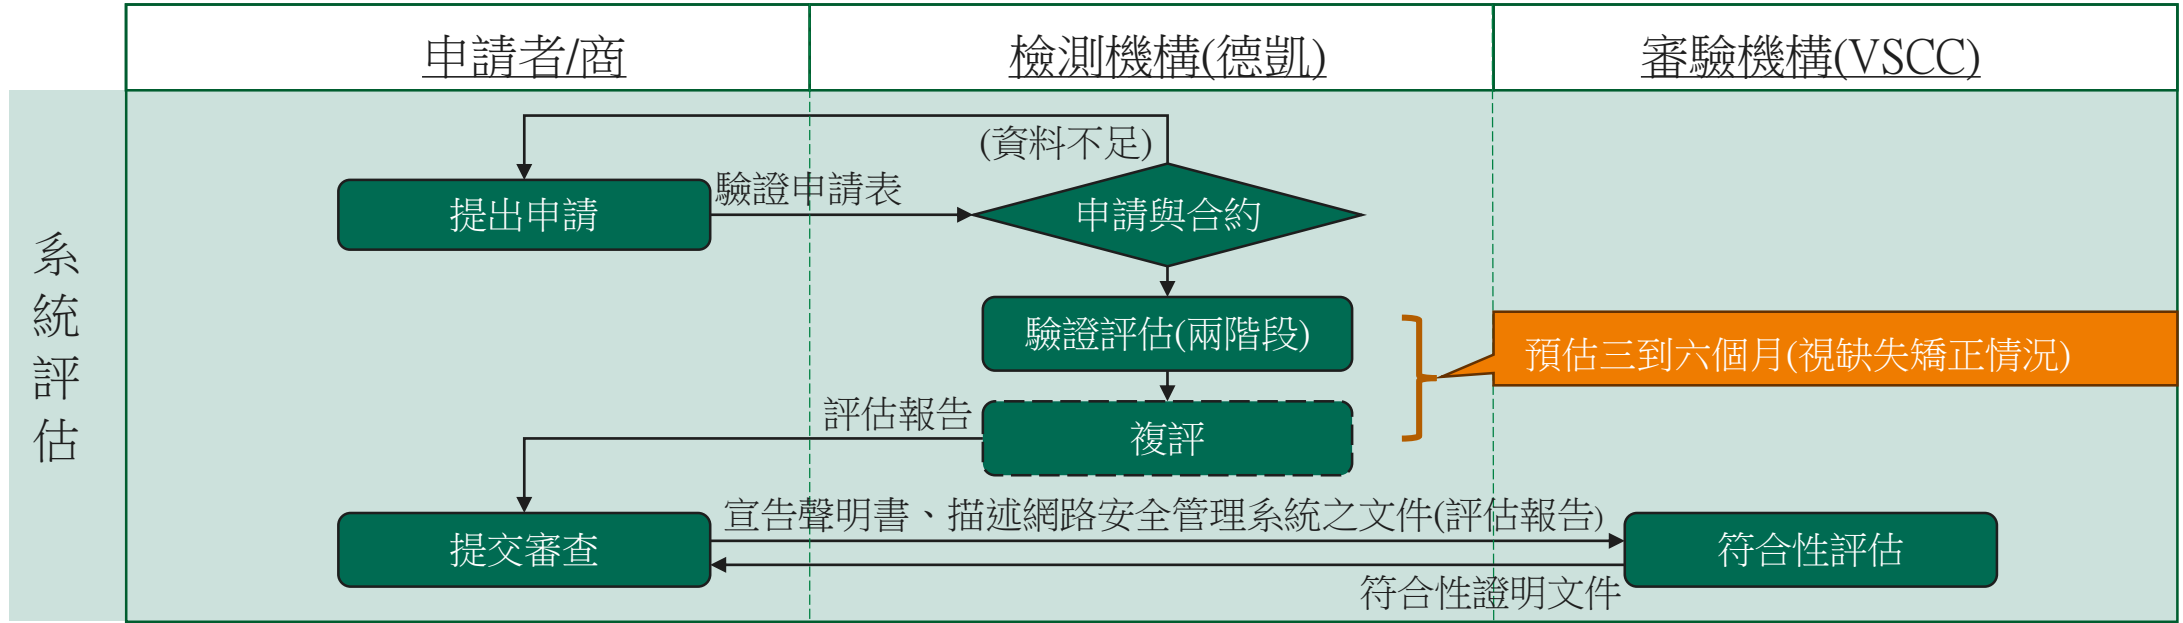 申請者/商
檢測機構(德凱)
審驗機構(VSCC)
系統評估
(資料不足)
提出申請
驗證申請表
申請與合約
驗證評估(兩階段)
預估三到六個月(視缺失矯正情況)
評估報告
複評
宣告聲明書、描述網路安全管理系統之文件(評估報告)
提交審查
符合性評估
符合性證明文件